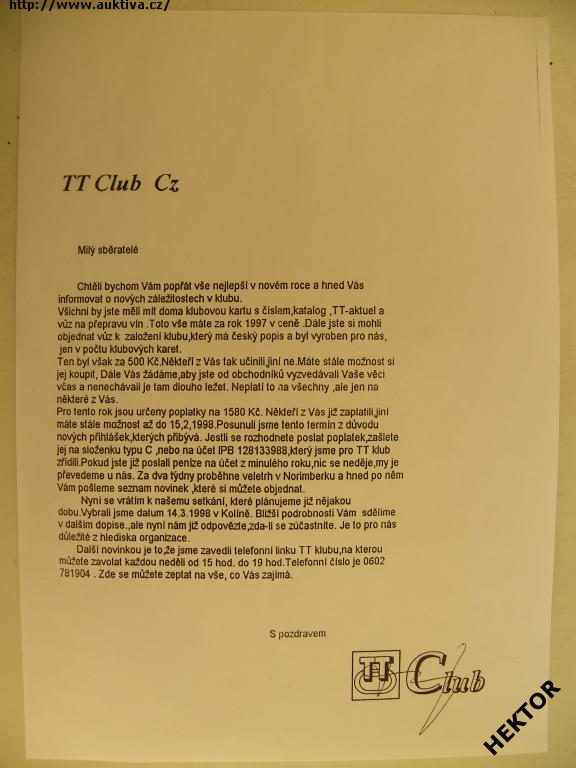 http://www.auktiva.cz/
TT Club Cz
Milý sběratelé
Chtěli bychom Vám popřát vše nejlepší v novém roce a hned Vás
informovat o nových záležitostech v klubu.
Všichni by jste měli mít doma klubovou kartu s číslem,katalog ,TT-aktuel a
vůz na přepravu vín .Toto vše máte za rok 1997 v ceně .Dále jste si mohli
objednat vůz k založení klubu,který má český popis a byl vyroben pro nás,
jen v počtu klubových karet.
Ten byl však za 500 Kč.Někteří z Vás tak učinili,jiní ne.Máte stále možnost si
jej koupit, Dále Vás žádáme,aby jste od obchodníků vyzvedávali Vaše věci
včas a nenechávali je tam dlouho ležet. Neplatí to na všechny ,ale jen na
některé z Vás.
Pro tento rok jsou určeny poplatky na 1580 Kč. Někteří z Vás již zaplatili,jiní
máte stále možnost až do 15,2,1998.Posunuli jsme tento termín z důvodu
nových přihlášek,kterých přibývá. Jestli se rozhodnete poslat poplatek,zašlete
jej na složenku typu C ,nebo na účet IPB 128133988,který jsme pro TT klub
zřídili.Pokud jste již poslali peníze na účet z minulého roku,nic se neděje,my je
převedeme u nás. Za dva týdny proběhne veletrh v Norimberku a hned po něm
Vám pošleme seznam novinek ,které si můžete objednat.
Nyní se vrátím k našemu setkání, které plánujeme již nějakou
dobu.Vybrali jsme datum 14.3.1998 v Kolíně. Bližší podrobnosti Vám sdělíme
v dalším dopise.,ale nyní nám již odpovězte,zda-li se zúčastníte. Je to pro nás
důležité z hlediska organizace.
Další novinkou je to,že jsme zavedli telefonní linku TT klubu,na kterou
můžete zavolat každou neděli od 15 hod. do 19 hod.Telefonní číslo je 0602
781904 . Zde se můžete zeptat na vše, co Vás zajímá.
S pozdravem
TT Club
HEKTOR